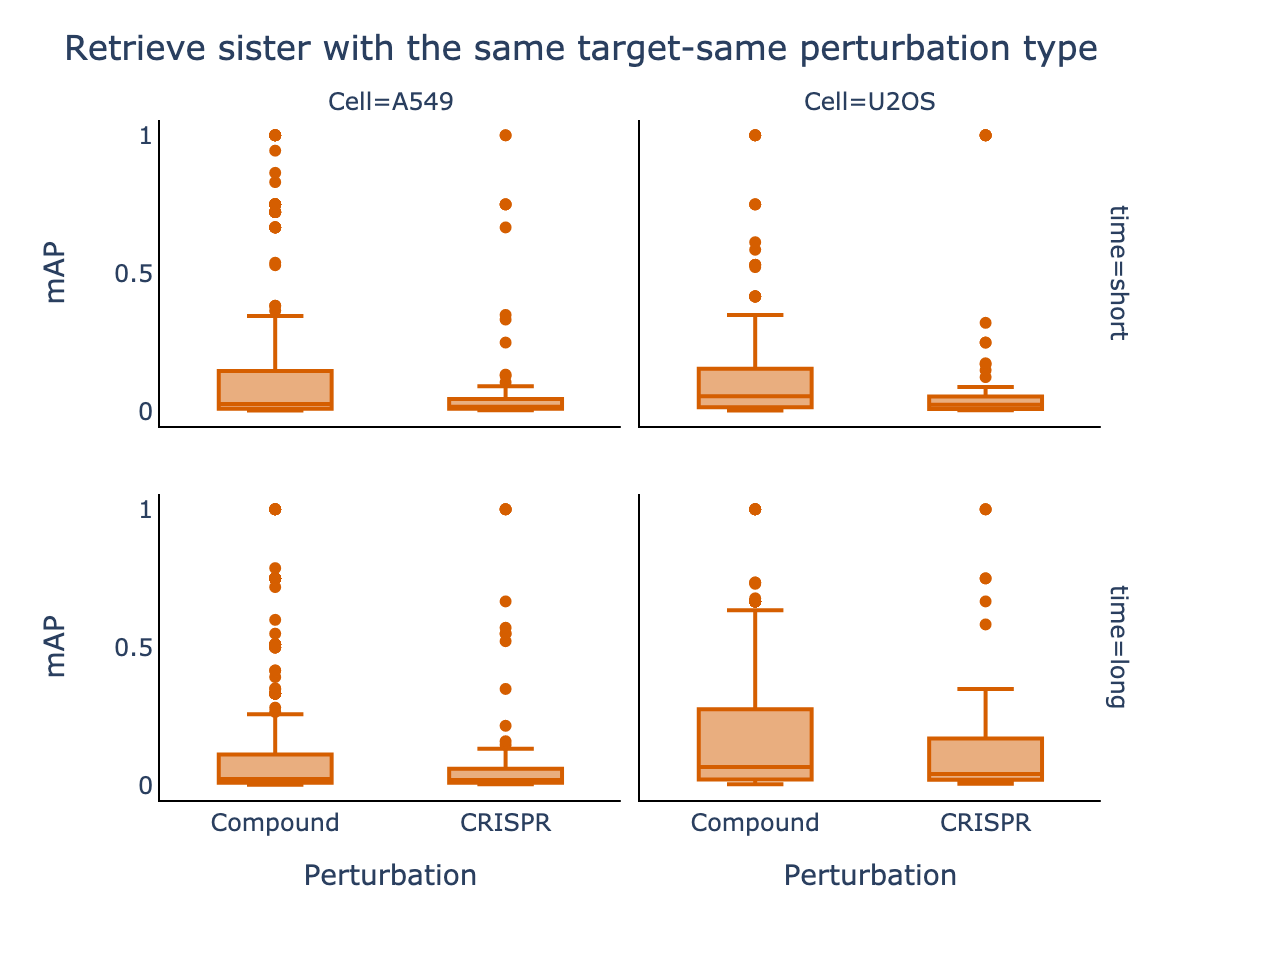 Retrieve sister with the same target-same perturbation type
Cell=A549
Cell=U2OS
1
0.5
0
mAP
time=short
1
0.5
0
mAP
time=long
Compound
CRISPR
Compound
CRISPR
Perturbation
Perturbation